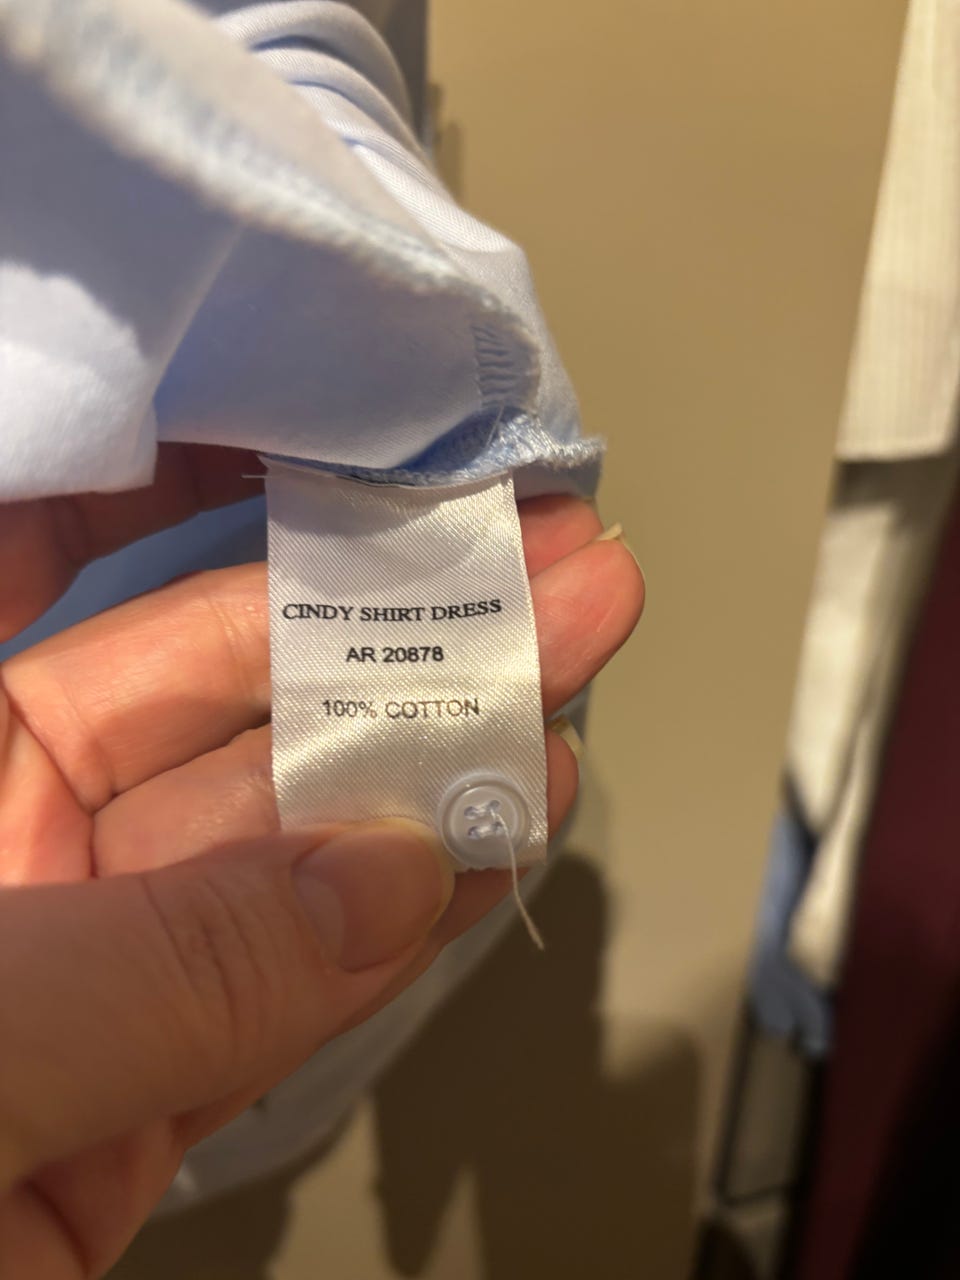 CINDY SHIRT DRESS
AR 20878
100% COTTON